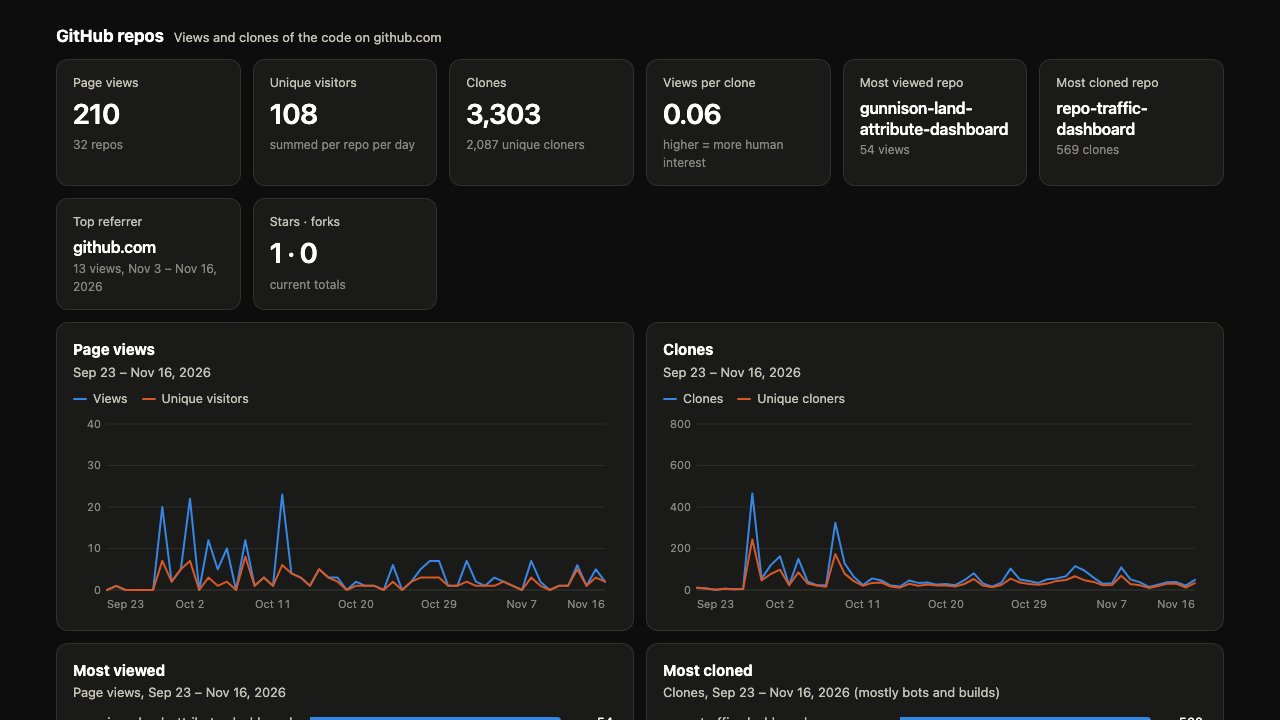 GitHub repos Views and clones of the code on github.com
Page views
210
32 repos
Unique visitors
108
summed per repo per day
Clones
3,303
2,087 unique cloners
Views per clone
0.06
higher = more human
interest
Most viewed repo
gunnison-land-
attribute-dashboard
54 views
Most cloned repo
repo-traffic-
dashboard
569 clones
Top referrer
github.com
13 views, Nov 3 – Nov 16,
2026
Stars · forks
1 · 0
current totals
Page views
Sep 23 – Nov 16, 2026
Views Unique visitors
40
30
20
10
0
Sep 23 Oct 2 Oct 11 Oct 20 Oct 29 Nov 7 Nov 16
Clones
Sep 23 – Nov 16, 2026
Clones Unique cloners
800
600
400
200
0
Sep 23 Oct 2 Oct 11 Oct 20 Oct 29 Nov 7 Nov 16
Most viewed
Page views, Sep 23 – Nov 16, 2026
Most cloned
Clones, Sep 23 – Nov 16, 2026 (mostly bots and builds)